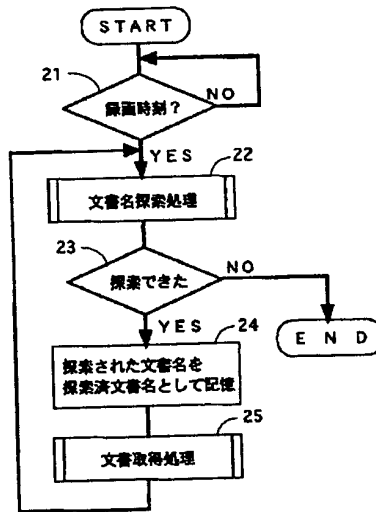 START
21
録画時刻?
NO
YES
22
文書名探索処理
23
探索できた
NO
YES
END
24
探索された文書名を
探索済文書名として記憶
25
文書取得処理